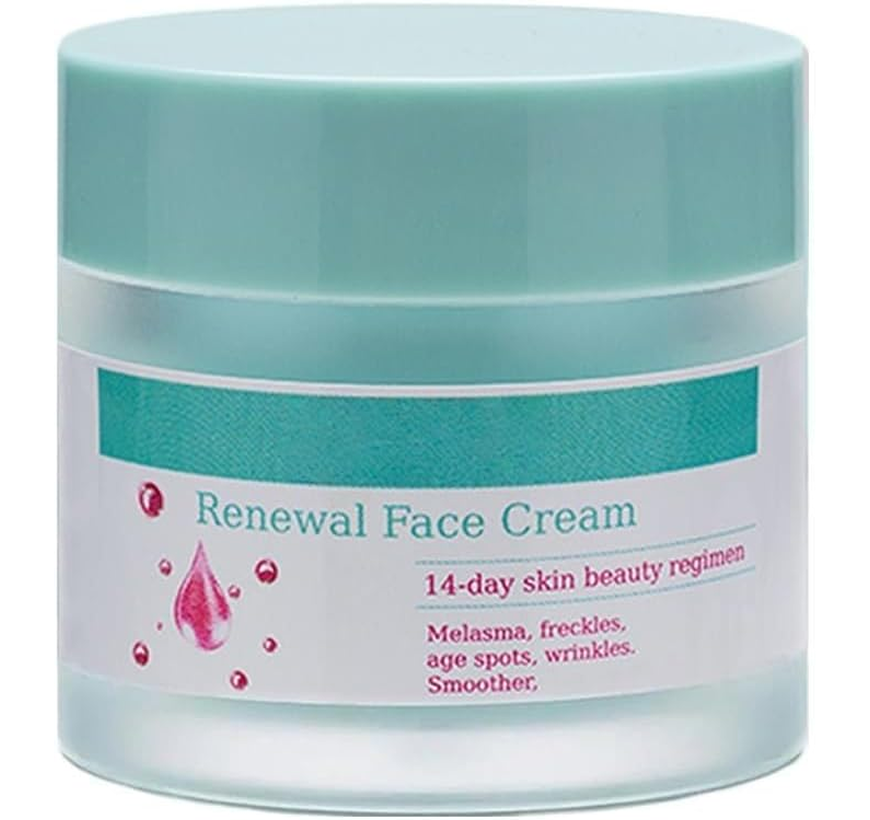 Renewal Face Cream
14-day skin beauty regimen
Melasma, freckles,
age spots, wrinkles.
Smoother,